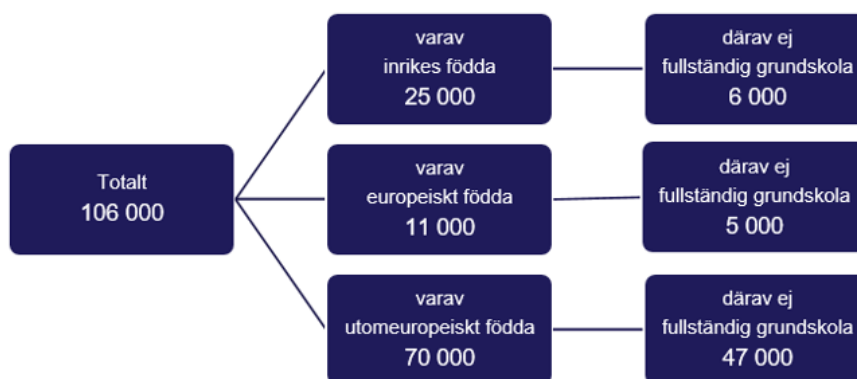 Totalt
106 000
varav
inrikes födda
25 000
därav ej
fullständig grundskola
6 000
varav
europeiskt födda
11 000
därav ej
fullständig grundskola
5 000
varav
utomeuropeiskt födda
70 000
därav ej
fullständig grundskola
47 000